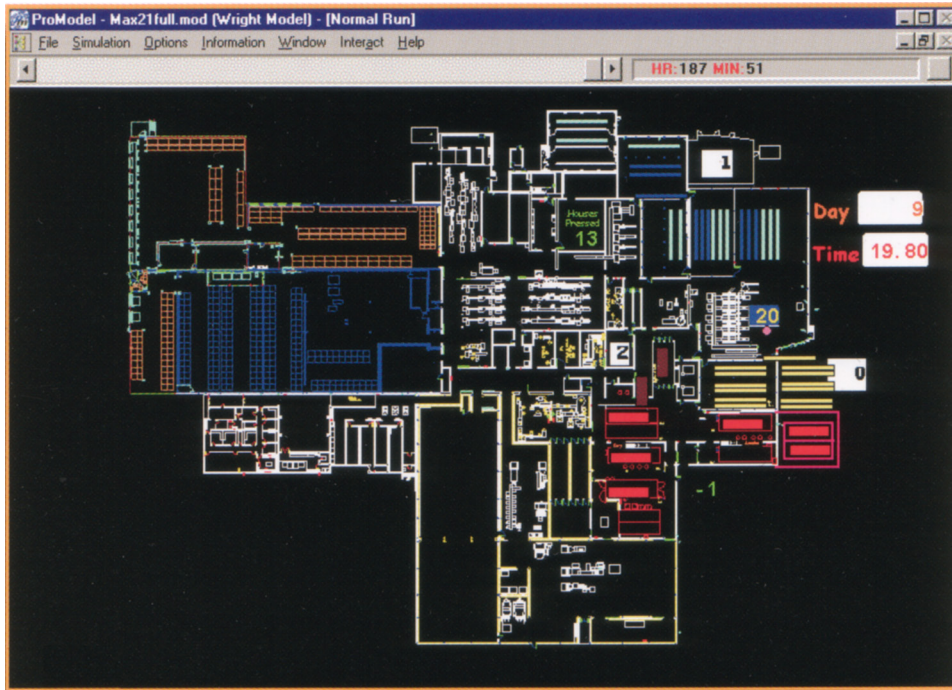 ProModel - Max21full.mod (Wright Model) - [Normal Run]
File Simulation Options Information Window Interact Help
HR:187 MIN:51
1
Day 9
Houser
Pressed
13
Time 19.80
20
2
0
-1